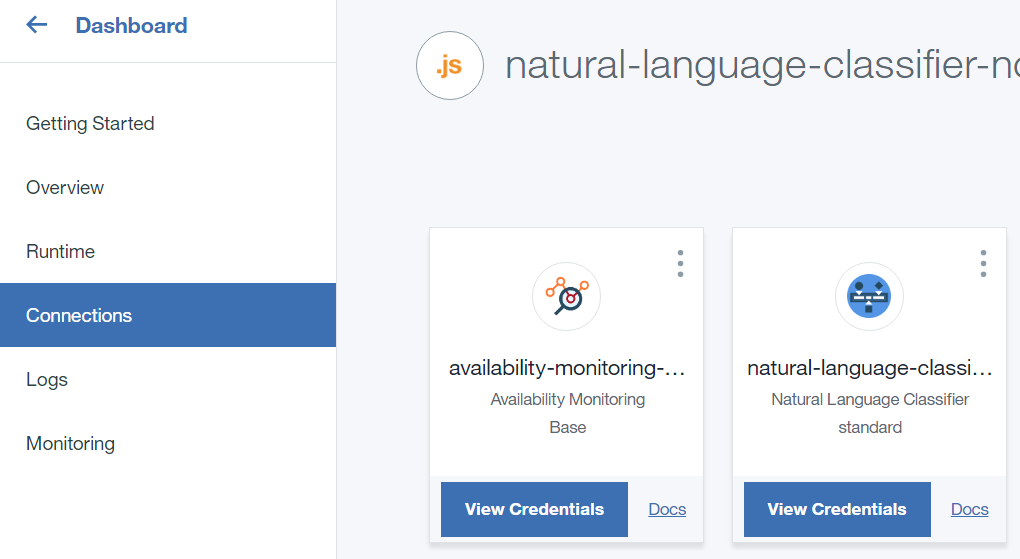 Dashboard
Getting Started
Overview
Runtime
Connections
Logs
Monitoring
.js
natural-language-classifier-
availability-monitoring-...
Availability Monitoring
Base
View Credentials
Docs
natural-language-classi...
Natural Language Classifier
standard
View Credentials
Docs